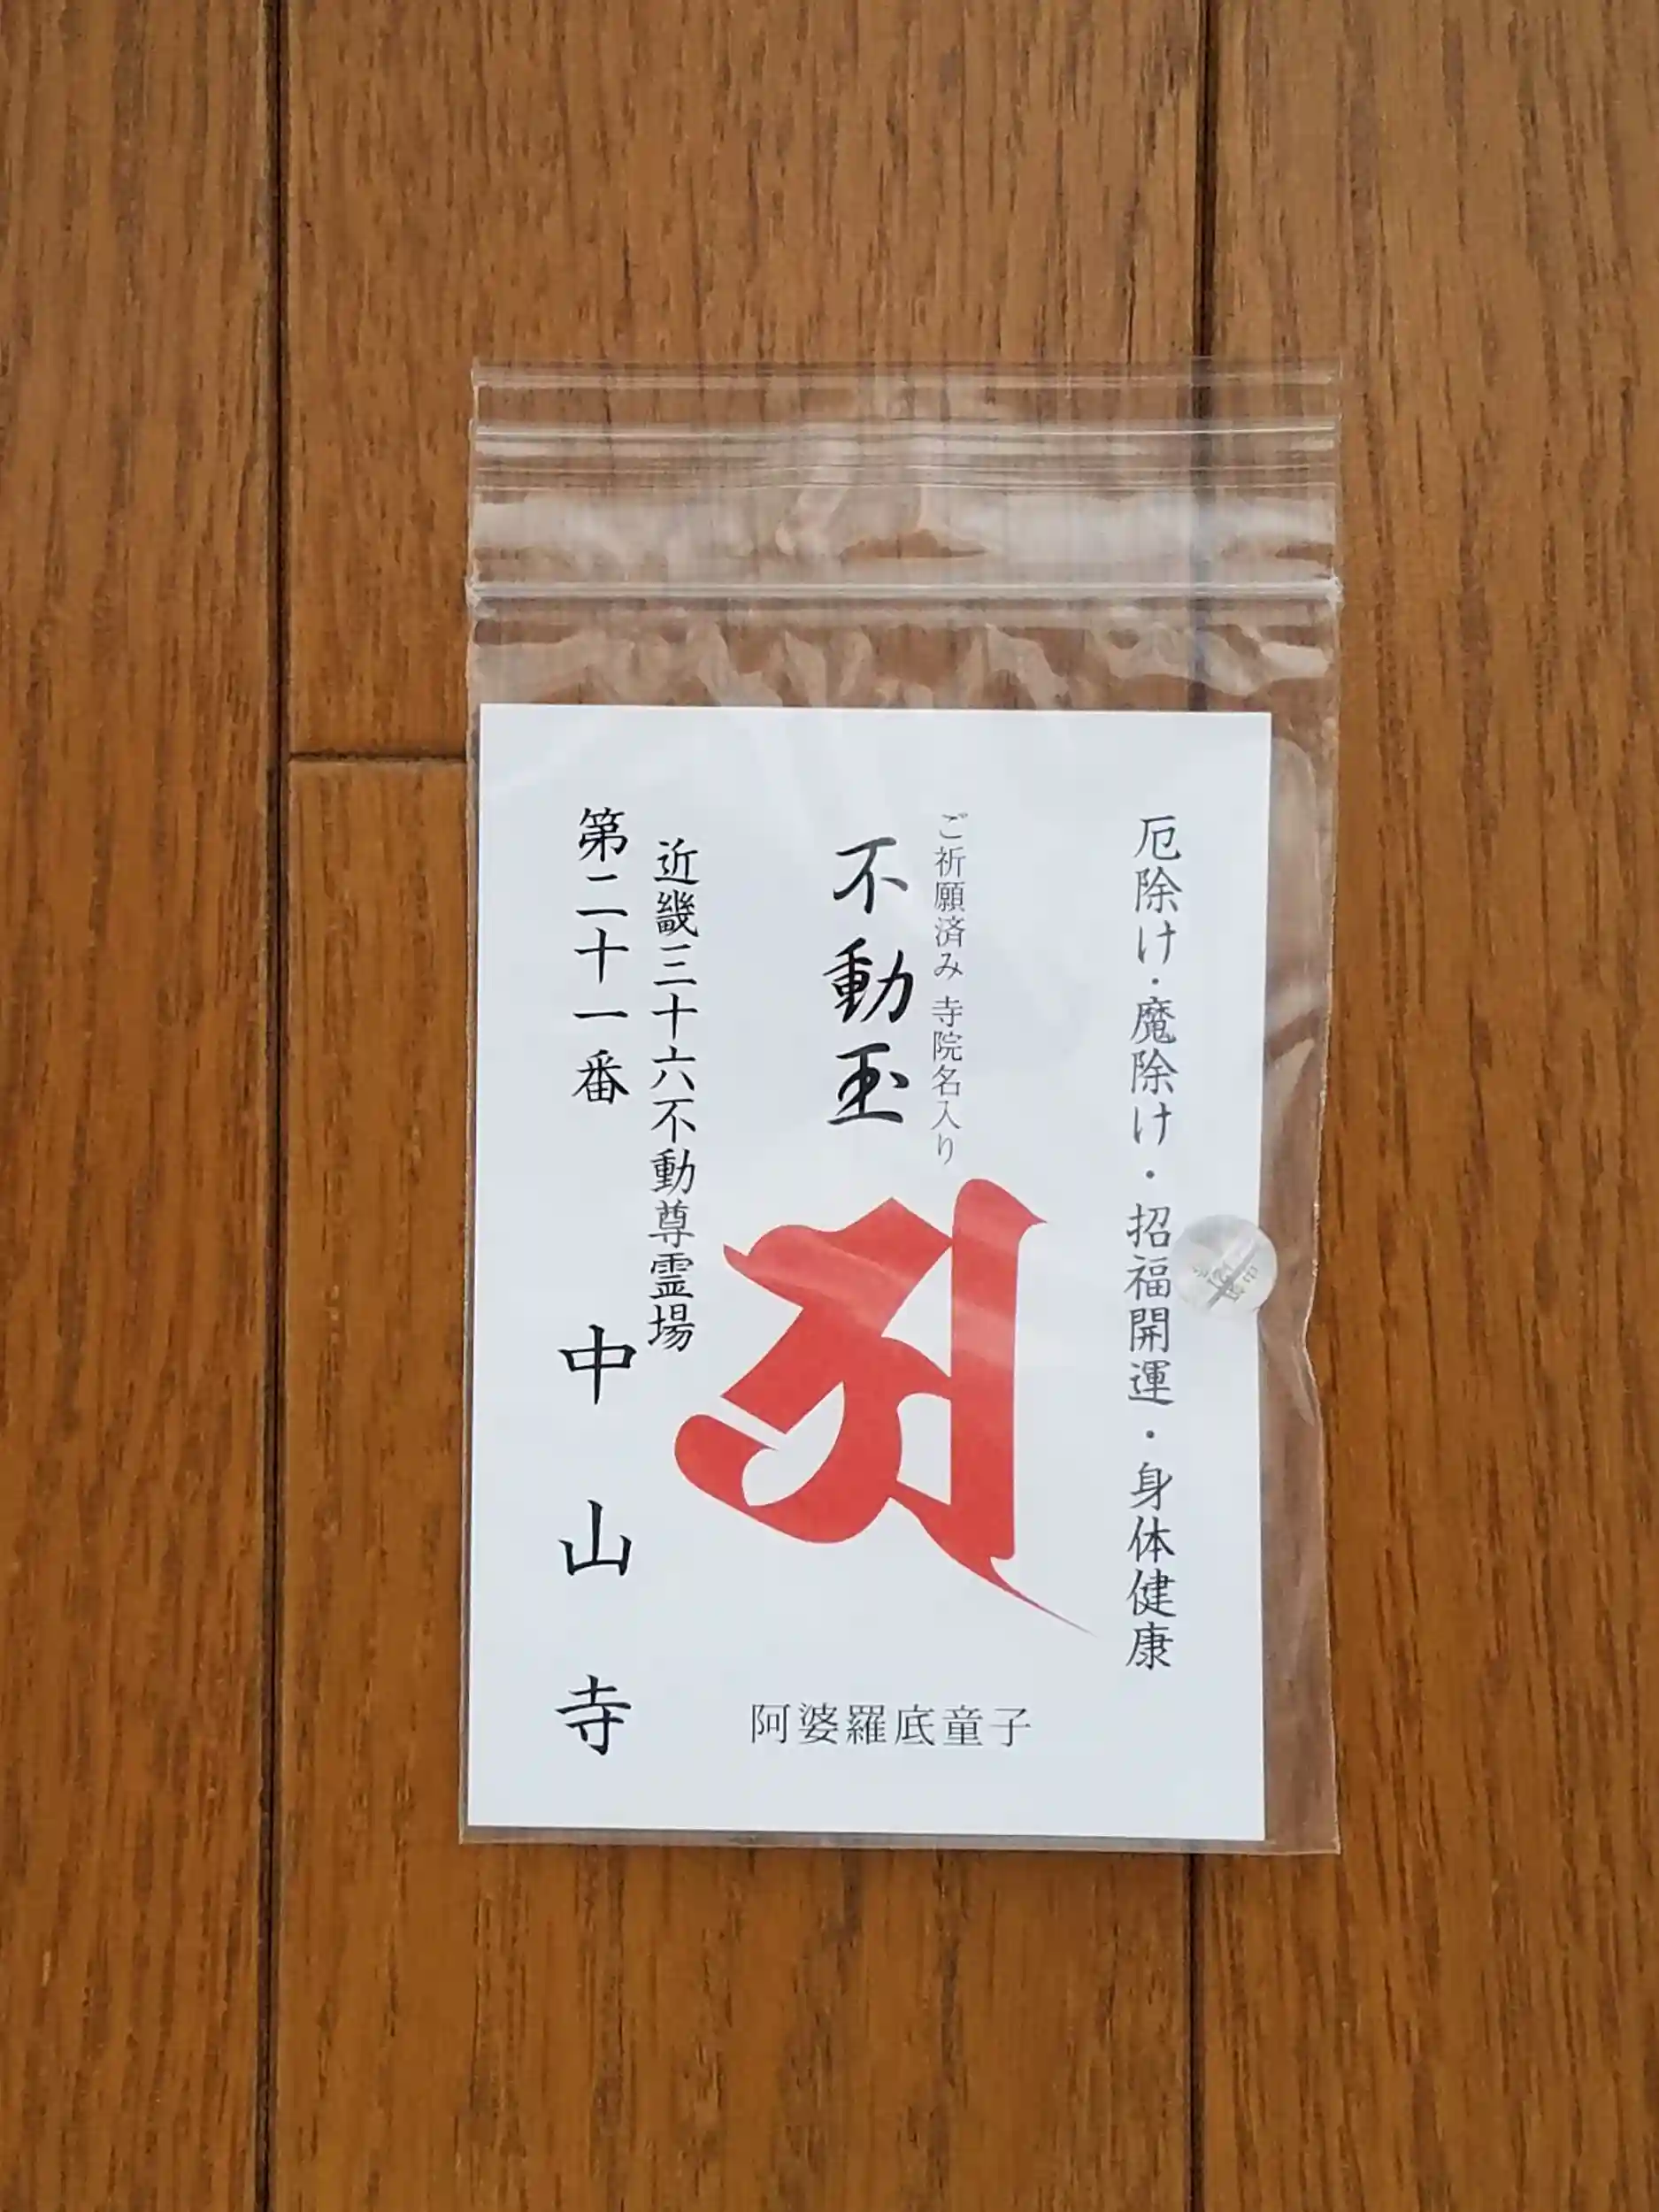 厄除け・魔除け・招福開運・身体健康
ご祈願済み 寺院名入り
不動玉
近畿三十六不動尊霊場
第二十一番 中山寺
阿婆羅底童子